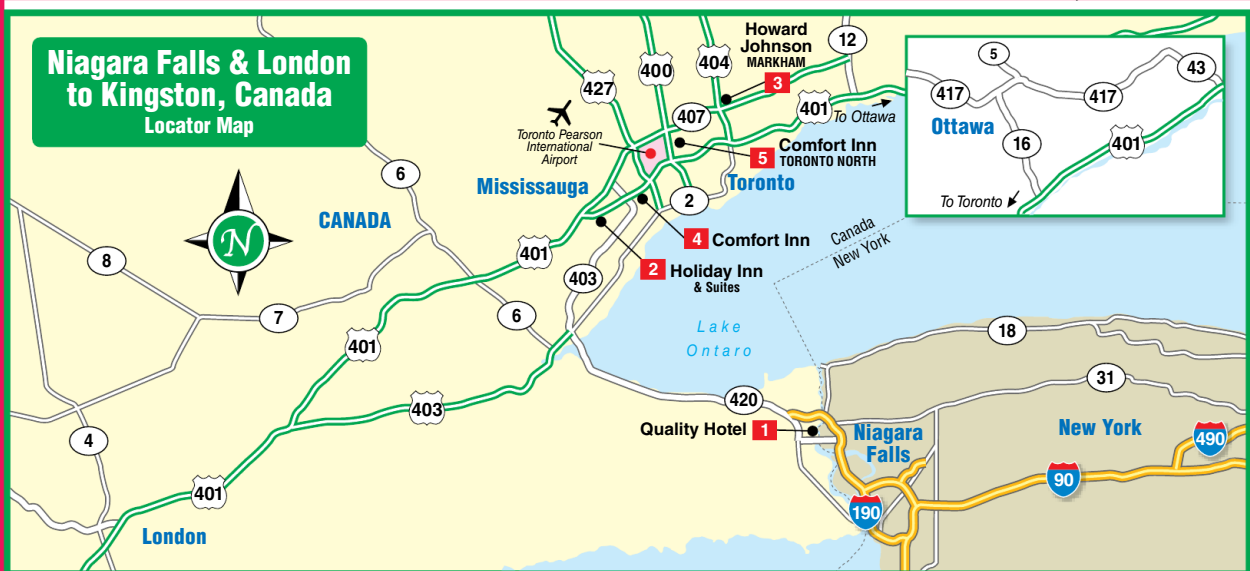 Niagara Falls & London
to Kingston, Canada
Locator Map
427
400
404
Howard
Johnson
MARKHAM
3
12
407
401
To Ottawa
Toronto Pearson
International
Airport
5
Comfort Inn
TORONTO NORTH
Mississauga
Toronto
2
6
CANADA
N
4 Comfort Inn
2 Holiday Inn
& Suites
401
403
Canada
New York
8
7
6
401
Lake
Ontaro
403
420
Quality Hotel 1
Niagara
Falls
18
31
New York
490
90
190
4
401
London
5
43
417
417
Ottawa
16
401
To Toronto